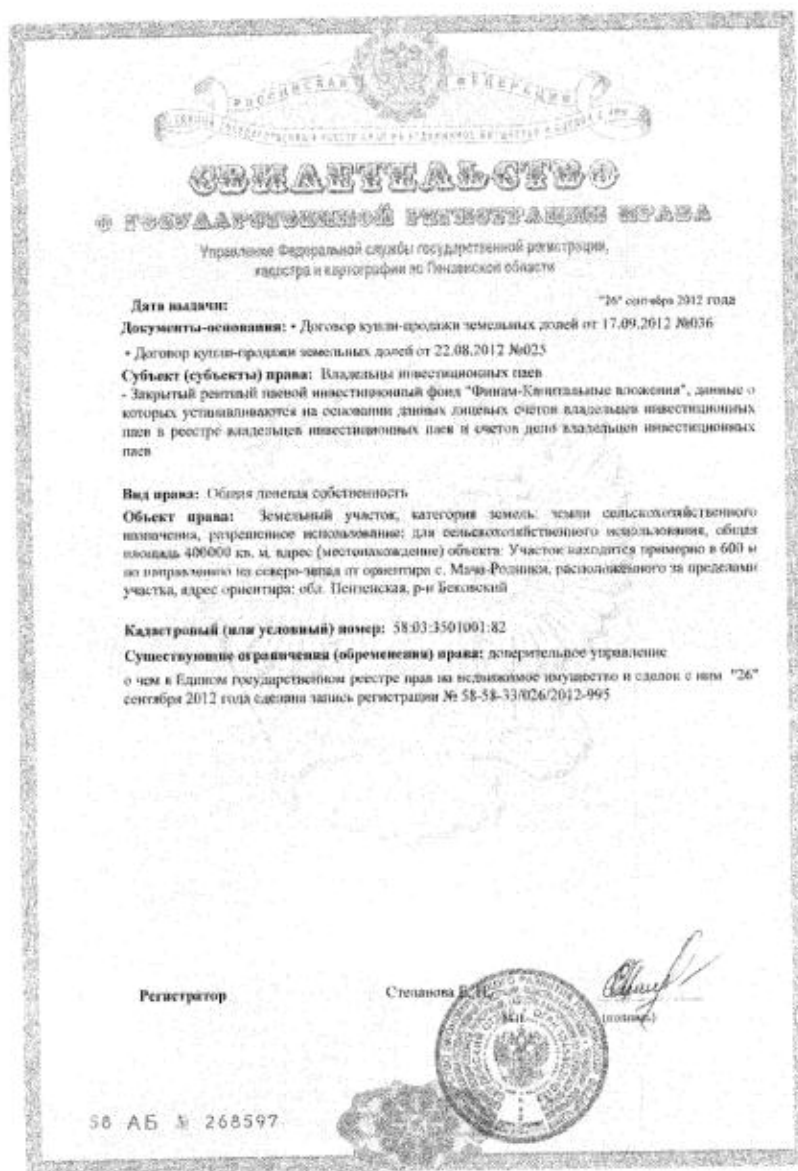 РОССИЙСКАЯ ФЕДЕРАЦИЯ
СВИДЕТЕЛЬСТВО
О ГОСУДАРСТВЕННОЙ РЕГИСТРАЦИИ ПРАВА
Управление Федеральной службы государственной регистрации,
кадастра и картографии по Пензенской области
Дата выдачи: "26" сентября 2012 года
Документы-основания: • Договор купли-продажи земельных долей от 17.09.2012 №036
• Договор купли-продажи земельных долей от 22.08.2012 №025
Субъект (субъекты) права: Владельцы инвестиционных паев
- Закрытый рентный паевой инвестиционный фонд "Финам-Капитальные вложения", данные о
которых устанавливаются на основании данных лицевых счетов владельцев инвестиционных
паев в реестре владельцев инвестиционных паев и счетов депо владельцев инвестиционных
паев
Вид права: Общая долевая собственность
Объект права: Земельный участок, категория земель: земли сельскохозяйственного
назначения, разрешенное использование: для сельскохозяйственного использования, общая
площадь 400000 кв. м, адрес (местонахождение) объекта: Участок находится примерно в 600 м
по направлению на северо-запад от ориентира с. Мача-Родники, расположенного за пределами
участка, адрес ориентира: обл. Пензенская, р-н Бековский
Кадастровый (или условный) номер: 58:03:3501001:82
Существующие ограничения (обременения) права: доверительное управление
о чем в Едином государственном реестре прав на недвижимое имущество и сделок с ним "26"
сентября 2012 года сделана запись регистрации № 58-58-33/026/2012-995
Регистратор Степанова Е. Н.
М.П. (подпись)
58 АБ № 268597